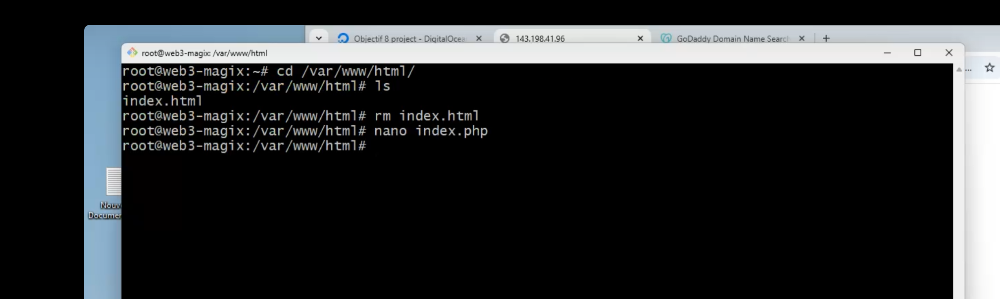 Objectif 8 project - DigitalOcea
143.198.41.96
GoDaddy Domain Name Search
root@web3-magix: /var/www/html
root@web3-magix:~# cd /var/www/html/
root@web3-magix:/var/www/html# ls
index.html
root@web3-magix:/var/www/html# rm index.html
root@web3-magix:/var/www/html# nano index.php
root@web3-magix:/var/www/html#
Nouv
Documen